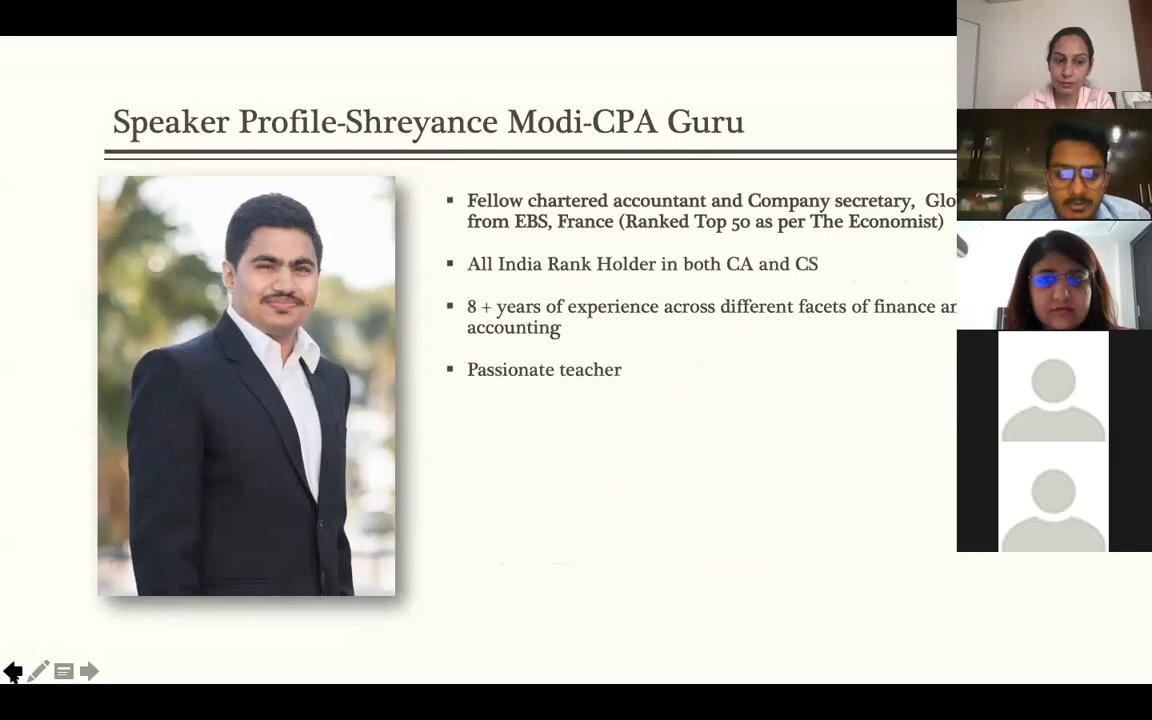 Speaker Profile-Shreyance Modi-CPA Guru
▪ Fellow chartered accountant and Company secretary, Glo
from EBS, France (Ranked Top 50 as per The Economist)
▪ All India Rank Holder in both CA and CS
▪ 8 + years of experience across different facets of finance an
accounting
▪ Passionate teacher